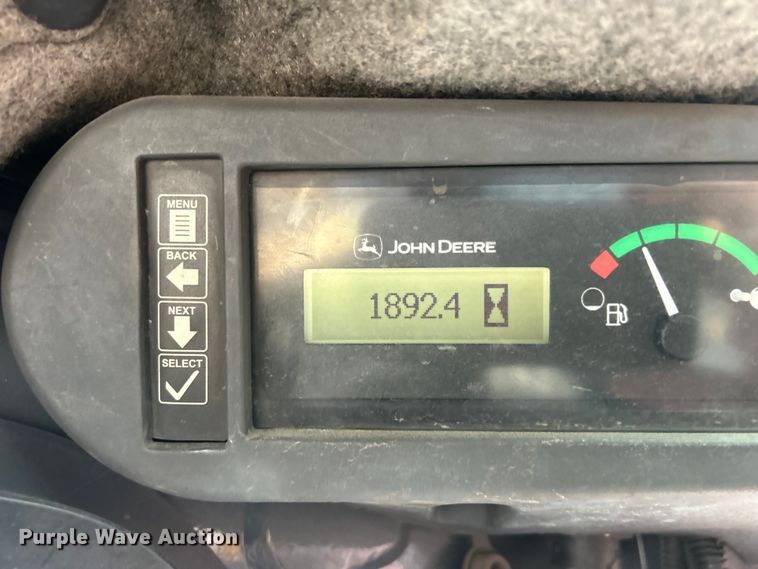 MENU
BACK
NEXT
SELECT
JOHN DEERE
1892.4
Purple Wave Auction